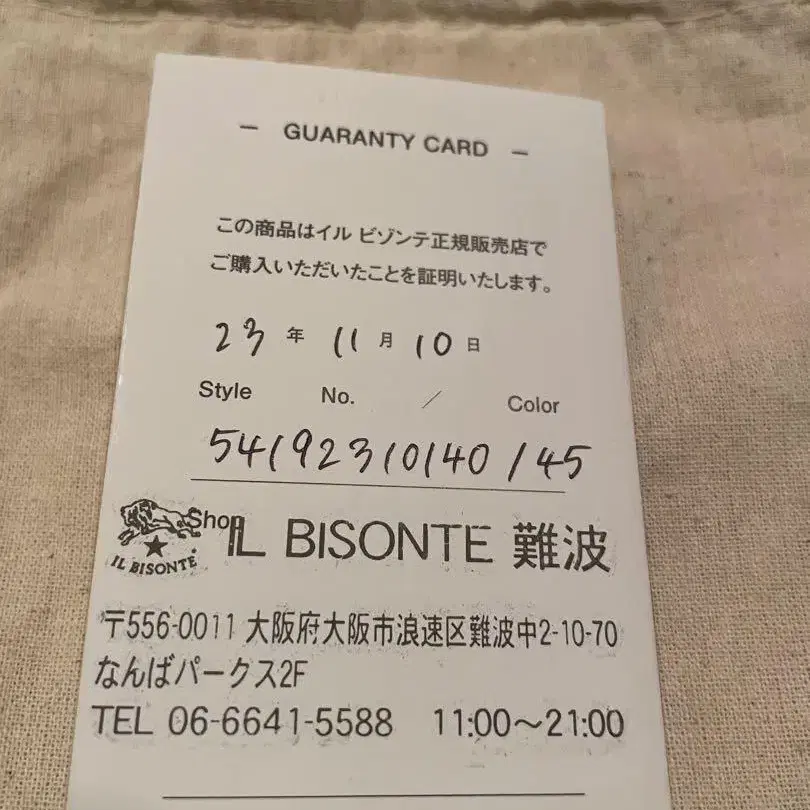 — GUARANTY CARD —
この商品はイル ビゾンテ正規販売店で
ご購入いただいたことを証明いたします。
23 年 11 月 10 日
Style No. / Color
54192310140 / 45
Shop
IL BISONTE 難波
IL BISONTE
〒556-0011 大阪府大阪市浪速区難波中2-10-70
なんばパークス2F
TEL 06-6641-5588 11:00〜21:00